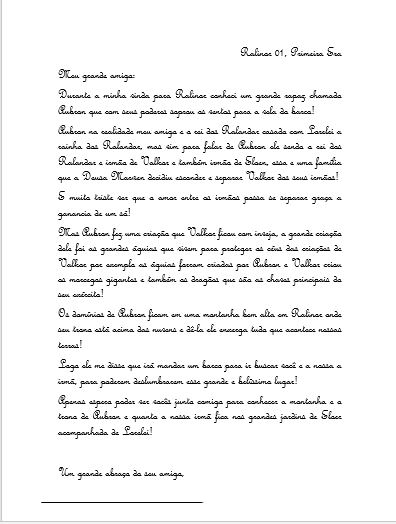 Ralinor 01, Primeira Era
Meu grande amigo:
Durante a minha vinda para Ralinor conheci um grande rapaz chamado
Aubron que com seus poderes soprou os ventos para a vela do barco!
Aubron na realidade meu amigo e o rei dos Ralandor casado com Lorelei a
rainha dos Ralandor, mas vim para falar de Aubron ele sendo o rei dos
Ralandor e irmão de Valkor e também irmão de Elaer, essa e uma família
que a Deusa Marven decidiu esconder e separar Valkor dos seus irmãos!
E muito triste ver que o amor entre os irmãos possa se separar graça a
ganancia de um só!
Mas Aubron fez uma criação que Valkor ficou com inveja, a grande criação
dele foi as grandes águias que vivem para proteger os céus das criações de
Valkor por exemplo as águias foram criadas por Aubron e Valkor criou
os morcegos gigantes e também os dragões que são as chaves principais do
seu exército!
Os domínios de Aubron ficam em uma montanha bem alta em Ralinor onde
seu trono está acima das nuvens e dê-la ele enxerga tudo que acontece nessas
terras!
Logo ele me disse que irá mandar um barco para ir buscar você e a nossa a
irmã, para poderem deslumbrarem esse grande e belíssimo lugar!
Apenas espero poder ver vocês junto comigo para conhecer a montanha e o
trono de Aubron e quanto a nossa irmã fica nos grandes jardins de Elaer
acompanhada de Lorelei!
Um grande abraço do seu amigo,